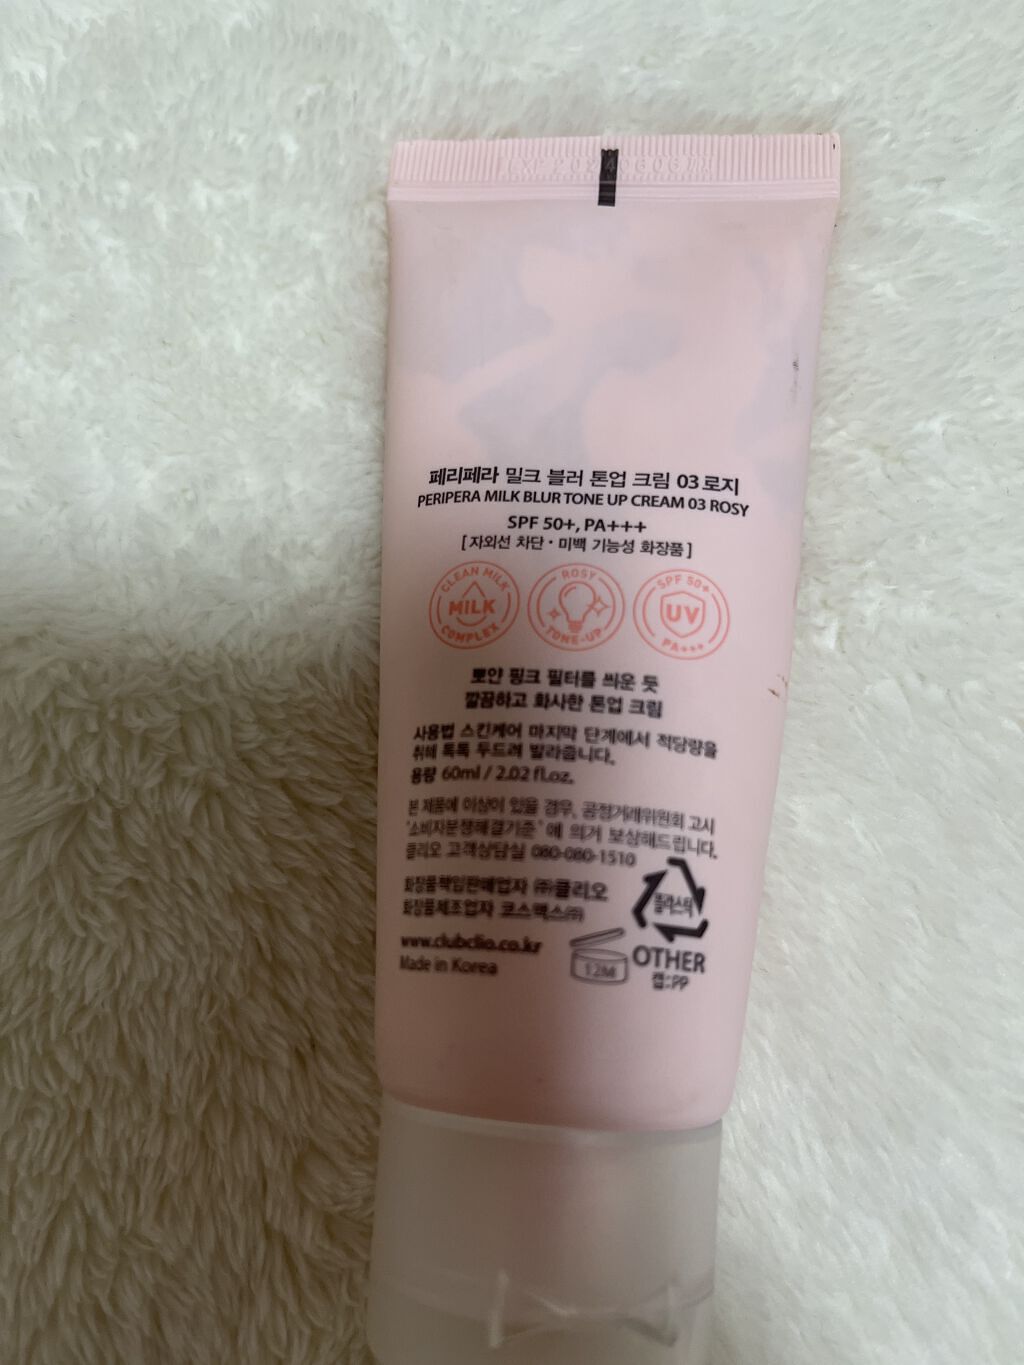 페리페라 밀크 블러 톤업 크림 03 로지
PERIPERA MILK BLUR TONE UP CREAM 03 ROSY
SPF 50+, PA+++
[ 자외선 차단 · 미백 기능성 화장품 ]
CLEAN MILK
MILK
COMPLEX
ROSY
TONE-UP
SPF 50+
UV
PA+++
뽀얀 핑크 필터를 씌운 듯
깔끔하고 화사한 톤업 크림
사용법 스킨케어 마지막 단계에서 적당량을
취해 톡톡 두드려 발라줍니다.
용량 60ml / 2.02 fl.oz.
본 제품에 이상이 있을 경우, 공정거래위원회 고시
'소비자분쟁해결기준'에 의거 보상해드립니다.
클리오 고객상담실 080-080-1510
화장품책임판매업자 ㈜클리오
화장품제조업자 코스맥스㈜
플라스틱
www.clubclio.co.kr
Made in Korea
12M
OTHER
캡:PP